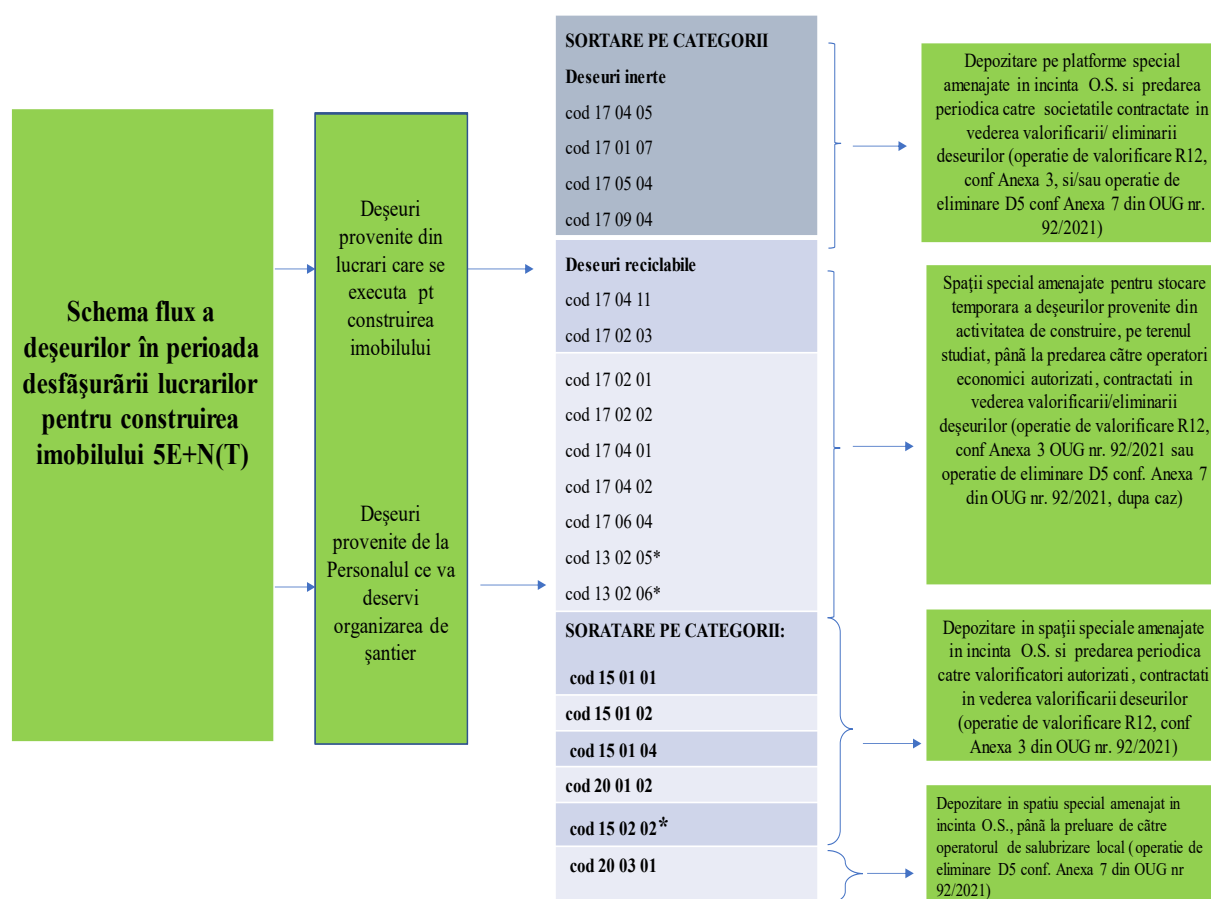 Schema flux a
deşeurilor în perioada
desfãşurãrii lucrarilor
pentru construirea
imobilului 5E+N(T)
Deşeuri
provenite din
lucrari care se
executa pt
construirea
imobilului
Deşeuri
provenite de la
Personalul ce va
deservi
organizarea de
şantier
SORTARE PE CATEGORII
Deseuri inerte
cod 17 04 05
cod 17 01 07
cod 17 05 04
cod 17 09 04
Deseuri reciclabile
cod 17 04 11
cod 17 02 03
cod 17 02 01
cod 17 02 02
cod 17 04 01
cod 17 04 02
cod 17 06 04
cod 13 02 05*
cod 13 02 06*
SORATARE PE CATEGORII:
cod 15 01 01
cod 15 01 02
cod 15 01 04
cod 20 01 02
cod 15 02 02*
cod 20 03 01
Depozitare pe platforme special
amenajate in incinta O.S. si predarea
periodica catre societatile contractate in
vederea valorificarii/ eliminarii
deseurilor (operatie de valorificare R12,
conf Anexa 3, si/sau operatie de
eliminare D5 conf Anexa 7 din OUG nr.
92/2021)
Spaţii special amenajate pentru stocare
temporara a deşeurilor provenite din
activitatea de construire, pe terenul
studiat, pânã la predarea cãtre operatori
economici autorizati, contractati in
vederea valorificarii/eliminarii
deşeurilor (operatie de valorificare R12,
conf Anexa 3 OUG nr. 92/2021 sau
operatie de eliminare D5 conf. Anexa 7
din OUG nr. 92/2021, dupa caz)
Depozitare in spaţii speciale amenajate
in incinta O.S. si predarea periodica
catre valorificatori autorizati, contractati
in vederea valorificarii deseurilor
(operatie de valorificare R12, conf
Anexa 3 din OUG nr. 92/2021)
Depozitare in spatiu special amenajat in
incinta O.S., pânã la preluare de cãtre
operatorul de salubrizare local (operatie de
eliminare D5 conf. Anexa 7 din OUG nr
92/2021)